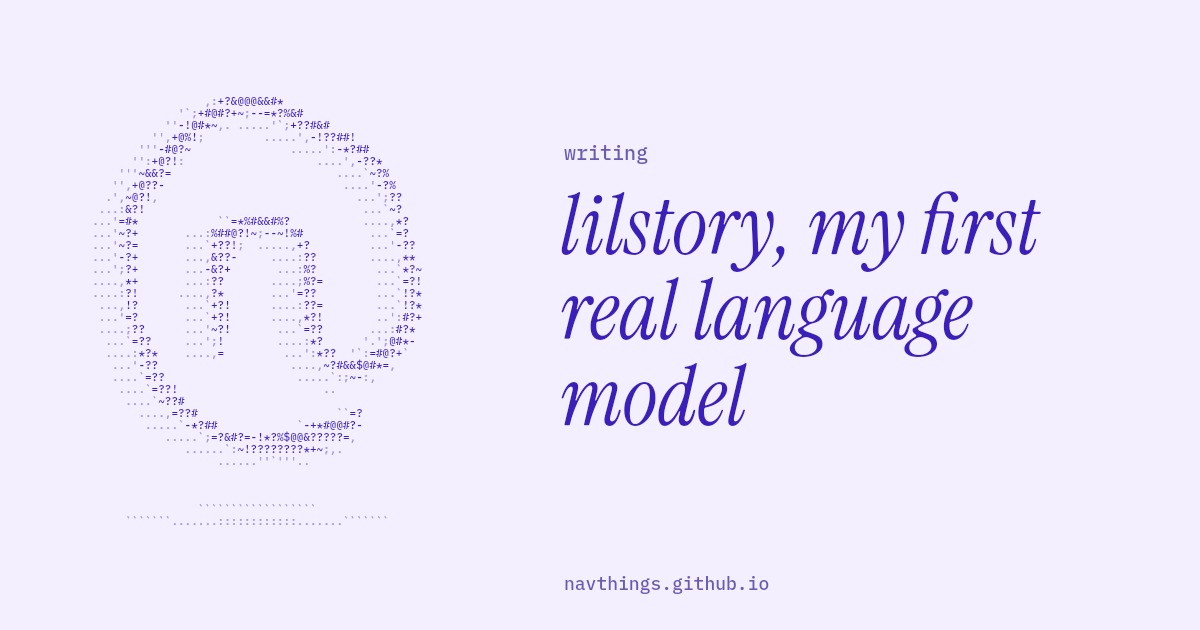 writing
lilstory, my first
real language
model
navthings.github.io